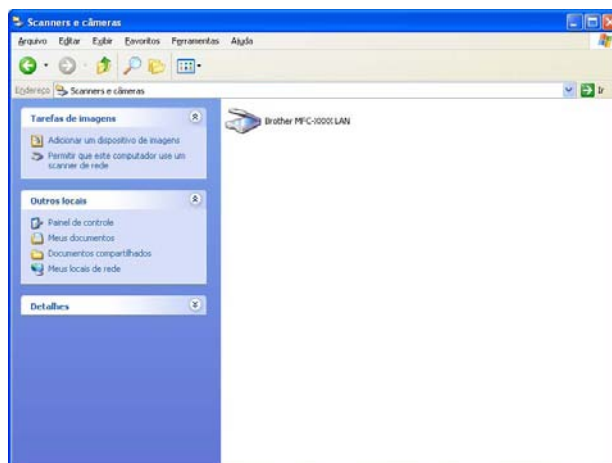 Scanners e câmeras
Arquivo Editar Exibir Favoritos Ferramentas Ajuda
Endereço Scanners e câmeras Ir
Tarefas de imagens
Adicionar um dispositivo de imagens
Permitir que este computador use um
scanner de rede
Outros locais
Painel de controle
Meus documentos
Documentos compartilhados
Meus locais de rede
Detalhes
Brother MFC-XXXX LAN